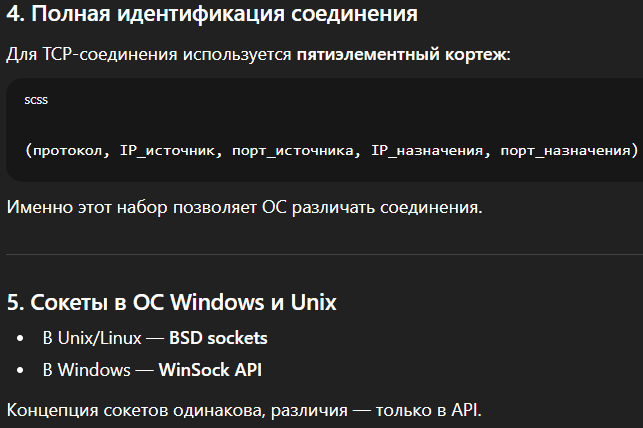 4. Полная идентификация соединения
Для TCP-соединения используется пятиэлементный кортеж:
scss
(протокол, IP_источник, порт_источника, IP_назначения, порт_назначения)
Именно этот набор позволяет ОС различать соединения.
5. Сокеты в ОС Windows и Unix
• В Unix/Linux — BSD sockets
• В Windows — WinSock API
Концепция сокетов одинакова, различия — только в API.